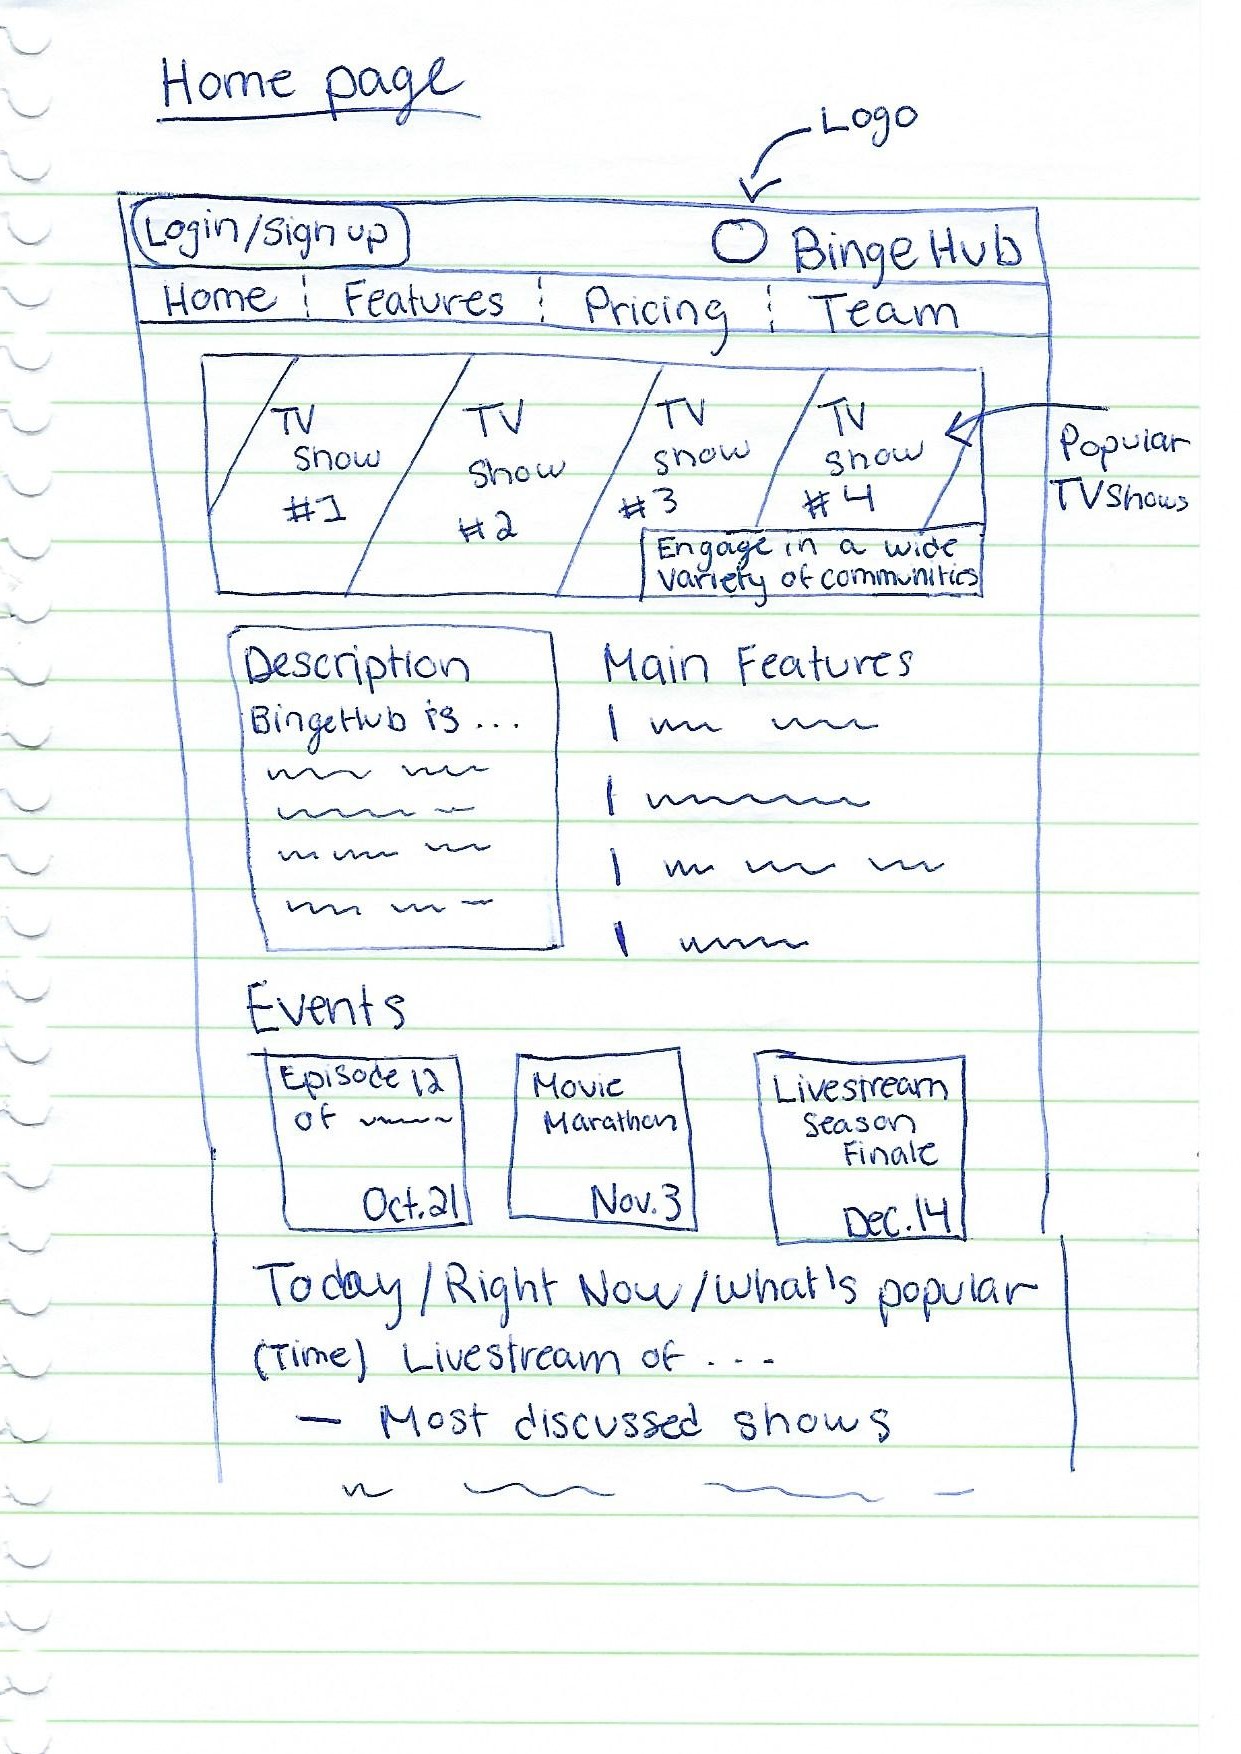 Home page
Logo
Login/Sign up
BingeHub
Home Features Pricing Team
TV
Show
#1
TV
Show
#2
TV
show
#3
TV
show
#4
Popular
TV Shows
Engage in a wide
variety of communities
Description
BingeHub is ...
Main Features
Events
Episode 12
of
Oct. 21
Movie
Marathon
Nov. 3
Livestream
Season
Finale
Dec. 14
Today/Right Now/What's popular
(Time) Livestream of ...
— Most discussed shows